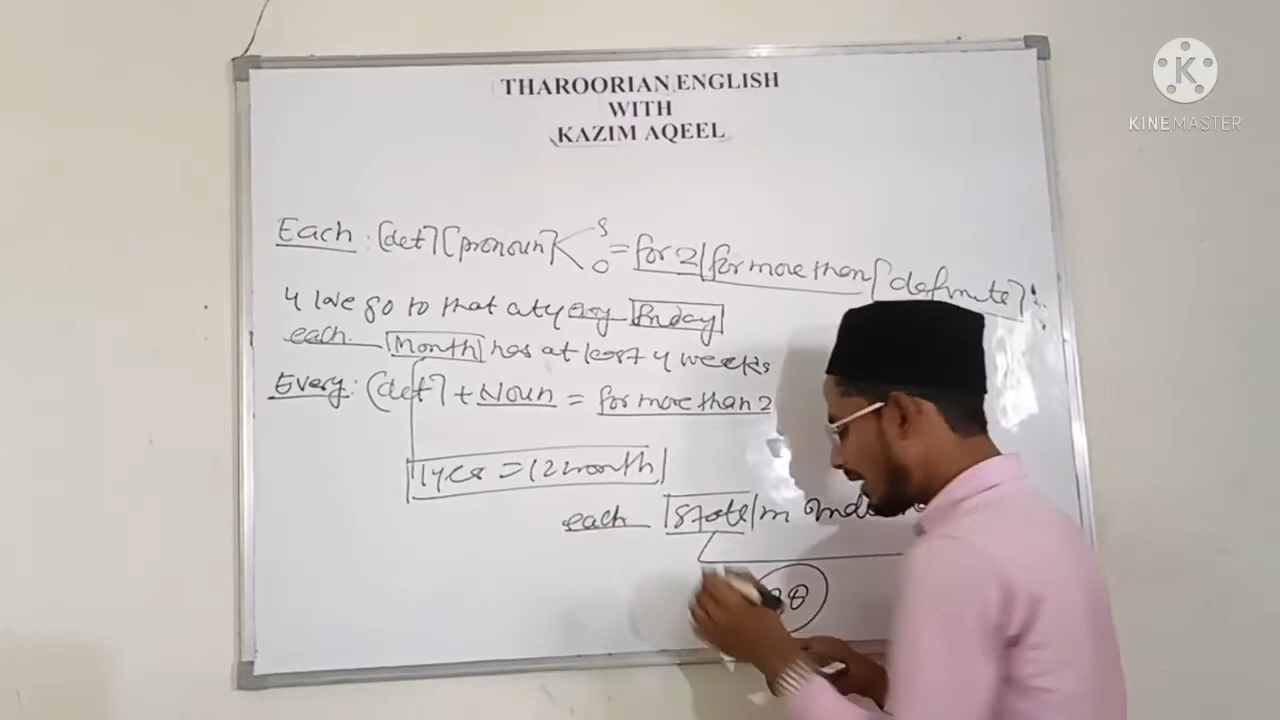 THAROORIAN ENGLISH
WITH
KAZIM AQEEL
KINEMASTER
Each : [det] [pronoun] S O = for 2 / for more than [definite]
go to that city every Friday
each month has at least 4 weeks
Every : [det] + Noun = for more than 2
1 year = 12 month
each state in